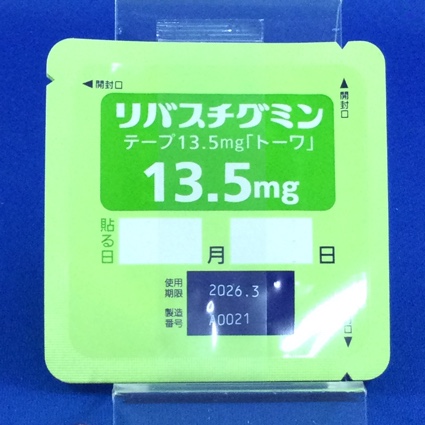 ◀開封口
▲開封口
リバスチグミン
テープ13.5mg「トーワ」
13.5mg
貼る日
月 日
使用期限 2026.3
製造番号 A0021